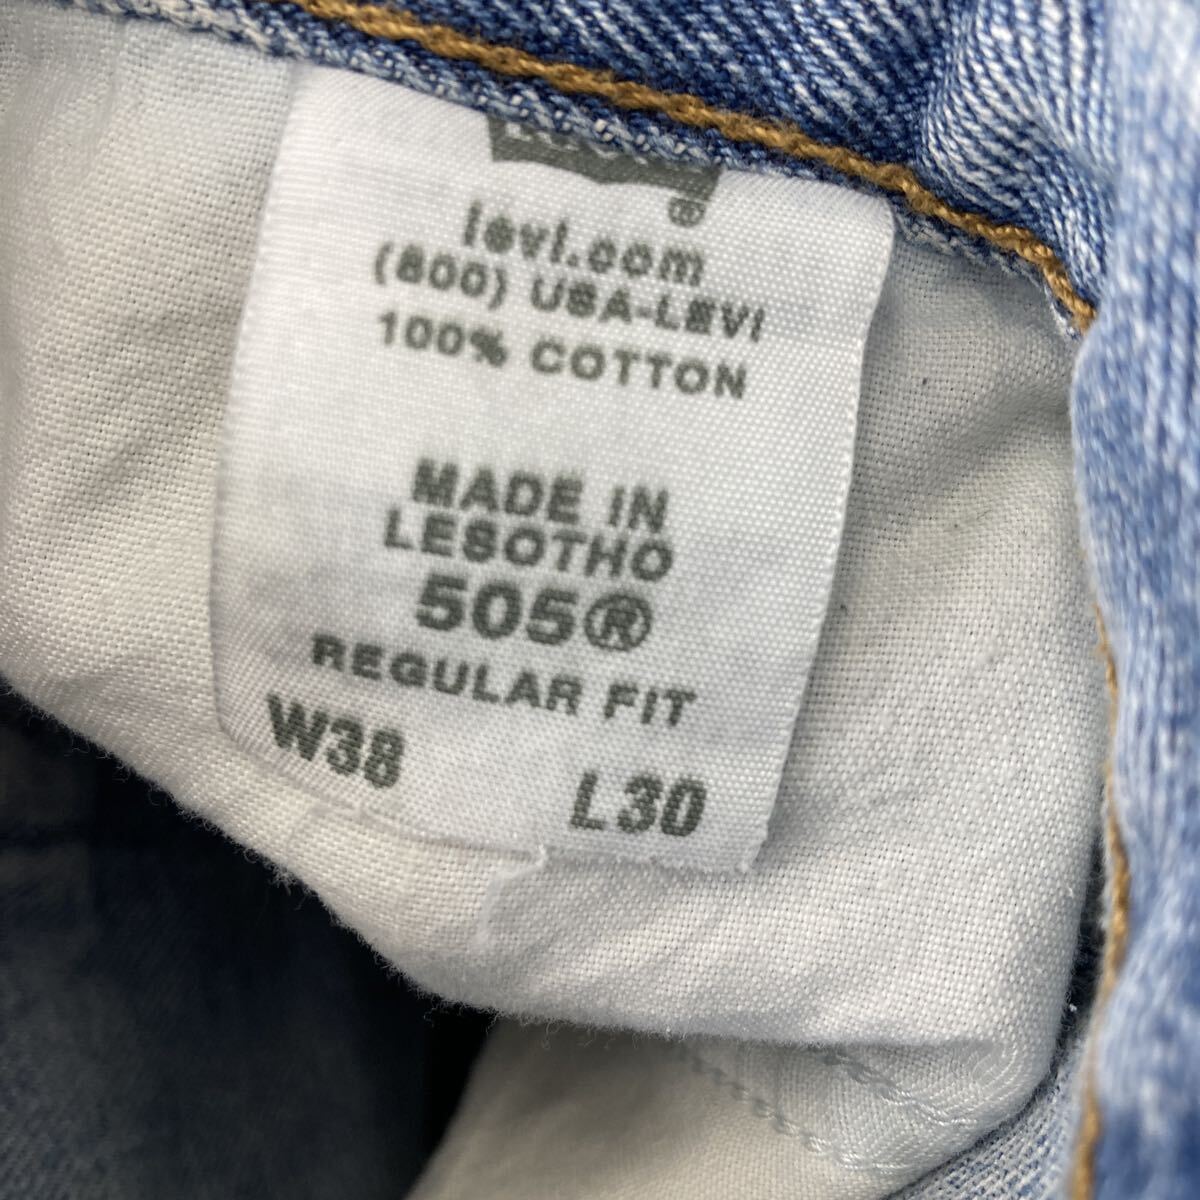 ®
levi.com
(800) USA-LEVI
100% COTTON
MADE IN
LESOTHO
505®
REGULAR FIT
W38 L30